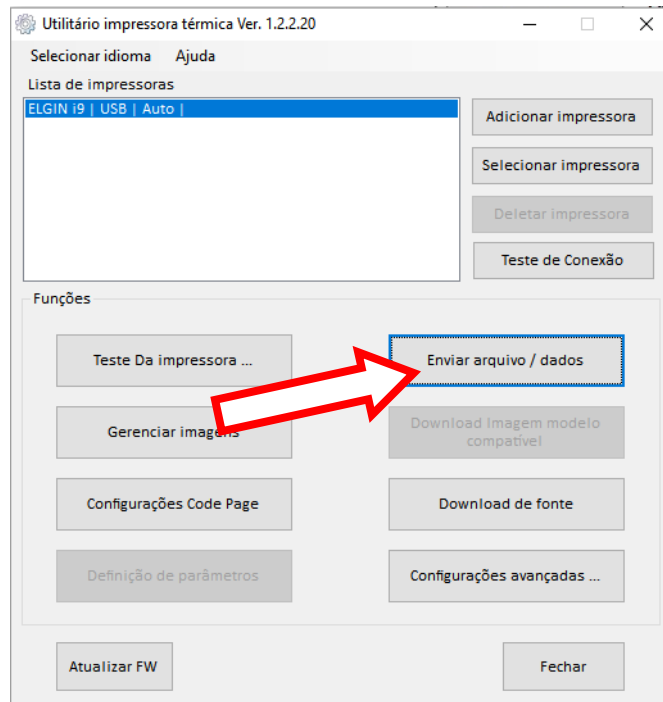 Utilitário impressora térmica Ver. 1.2.2.20
Selecionar idioma Ajuda
Lista de impressoras
ELGIN i9 | USB | Auto |
Adicionar impressora
Selecionar impressora
Deletar impressora
Teste de Conexão
Funções
Teste Da impressora ...
Enviar arquivo / dados
Gerenciar imagens
Download Imagem modelo
compatível
Configurações Code Page
Download de fonte
Definição de parâmetros
Configurações avançadas ...
Atualizar FW
Fechar